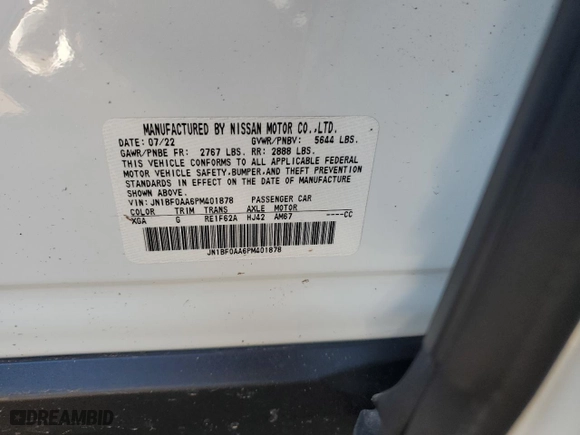 MANUFACTURED BY NISSAN MOTOR CO.,LTD.
DATE: 07/22 GVWR/PNBV: 5644 LBS.
GAWR/PNBE FR: 2767 LBS. RR: 2888 LBS.
THIS VEHICLE CONFORMS TO ALL APPLICABLE FEDERAL
MOTOR VEHICLE SAFETY,BUMPER,AND THEFT PREVENTION
STANDARDS IN EFFECT ON THE DATE OF MANUFACTURE
SHOWN ABOVE.
VIN: JN1BF0AA6PM401878 PASSENGER CAR
COLOR TRIM TRANS AXLE MOTOR
XGA G RE1F62A HJ42 AM67 ----CC
JN1BF0AA6PM401878
DREAMBID